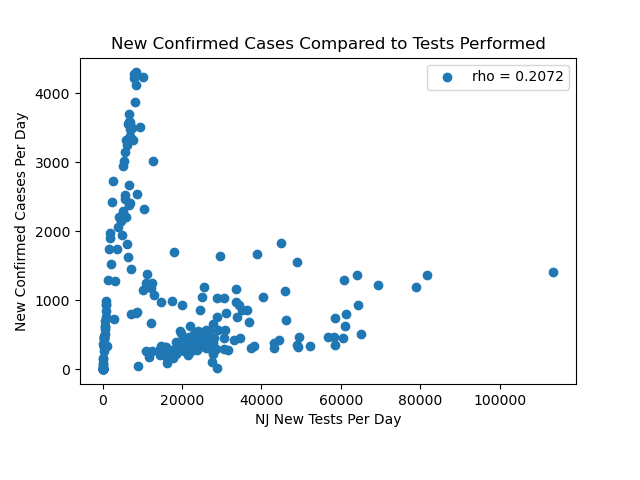 New Confirmed Cases Compared to Tests Performed
rho = 0.2072
New Confirmed Caeses Per Day
4000
3000
2000
1000
0
0 20000 40000 60000 80000 100000
NJ New Tests Per Day